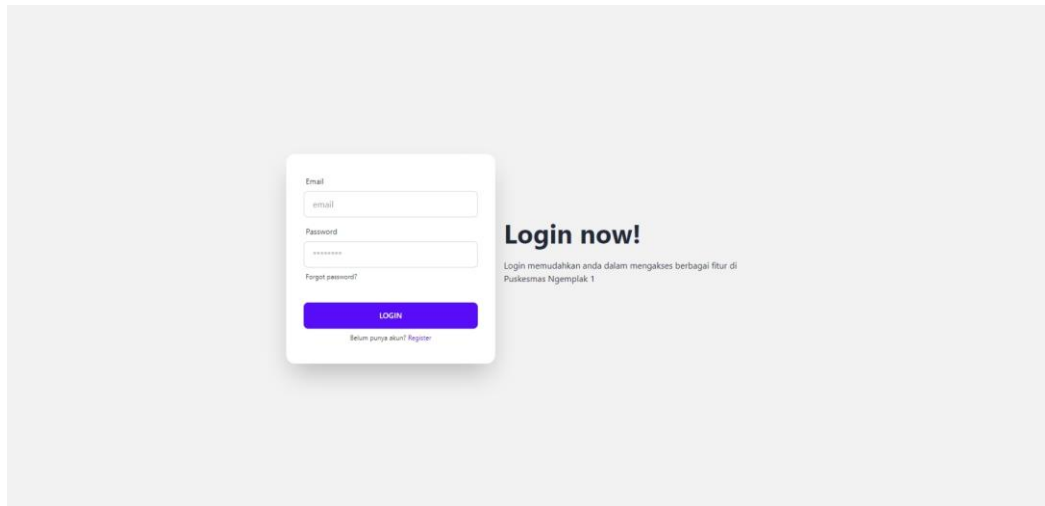 Email
email
Password
********
Forgot password?
LOGIN
Belum punya akun? Register
Login now!
Login memudahkan anda dalam mengakses berbagai fitur di
Puskesmas Ngemplak 1